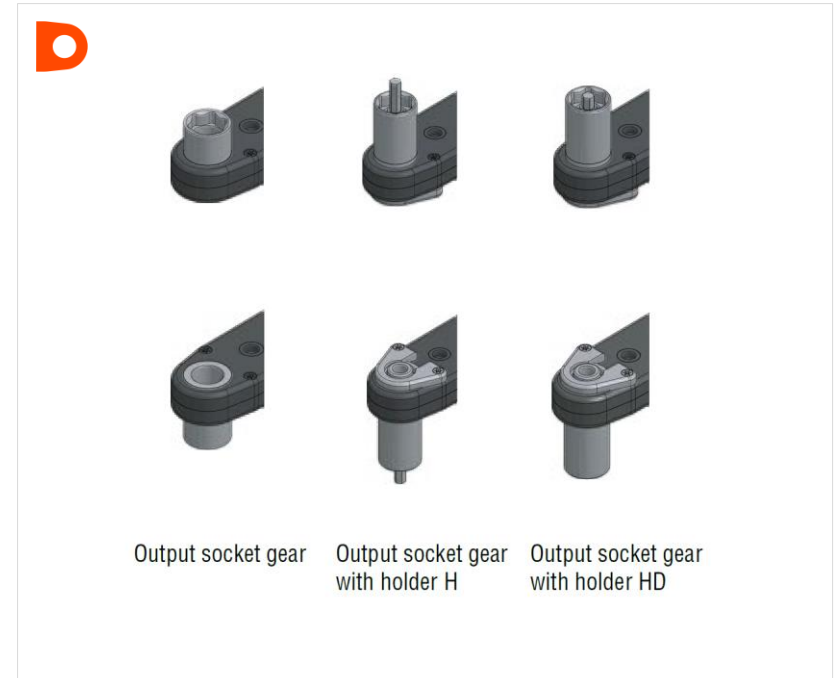 Output socket gear
Output socket gear
with holder H
Output socket gear
with holder HD